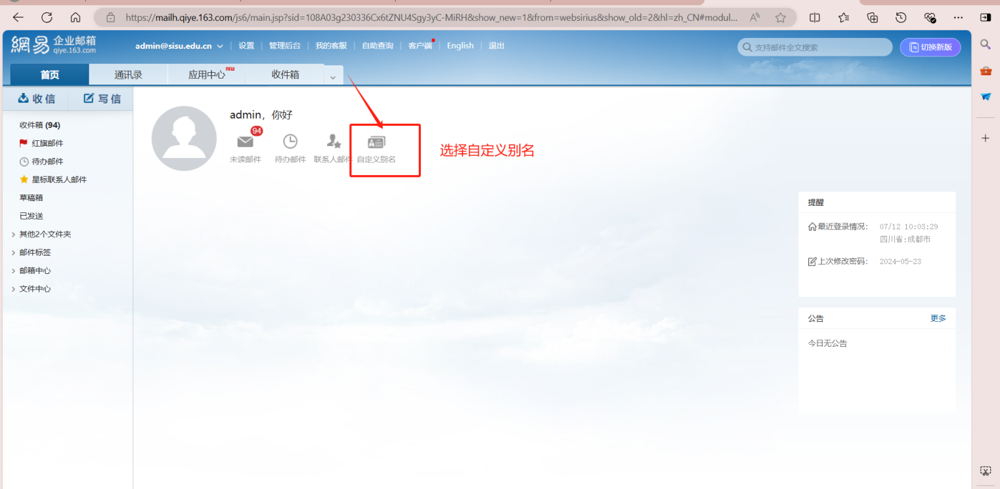 https://mailh.qiye.163.com/js6/main.jsp?sid=108A03g230336Cx6tZNU4Sgy3yC-MiRH&show_new=1&from=websirius&show_old=2&hl=zh_CN#modul...
網易 企业邮箱
qiye.163.com
admin@sisu.edu.cn 设置 管理后台 我的客服 自助查询 客户端 English 退出
支持邮件全文搜索
切换新版
首页 通讯录 应用中心 new 收件箱
收信 写信
收件箱 (94)
红旗邮件
待办邮件
星标联系人邮件
草稿箱
已发送
其他2个文件夹
邮件标签
邮箱中心
文件中心
admin，你好
94
未读邮件 待办邮件 联系人邮件 自定义别名
选择自定义别名
提醒
最近登录情况： 07/12 10:03:29
四川省:成都市
上次修改密码： 2024-05-23
公告 更多
今日无公告